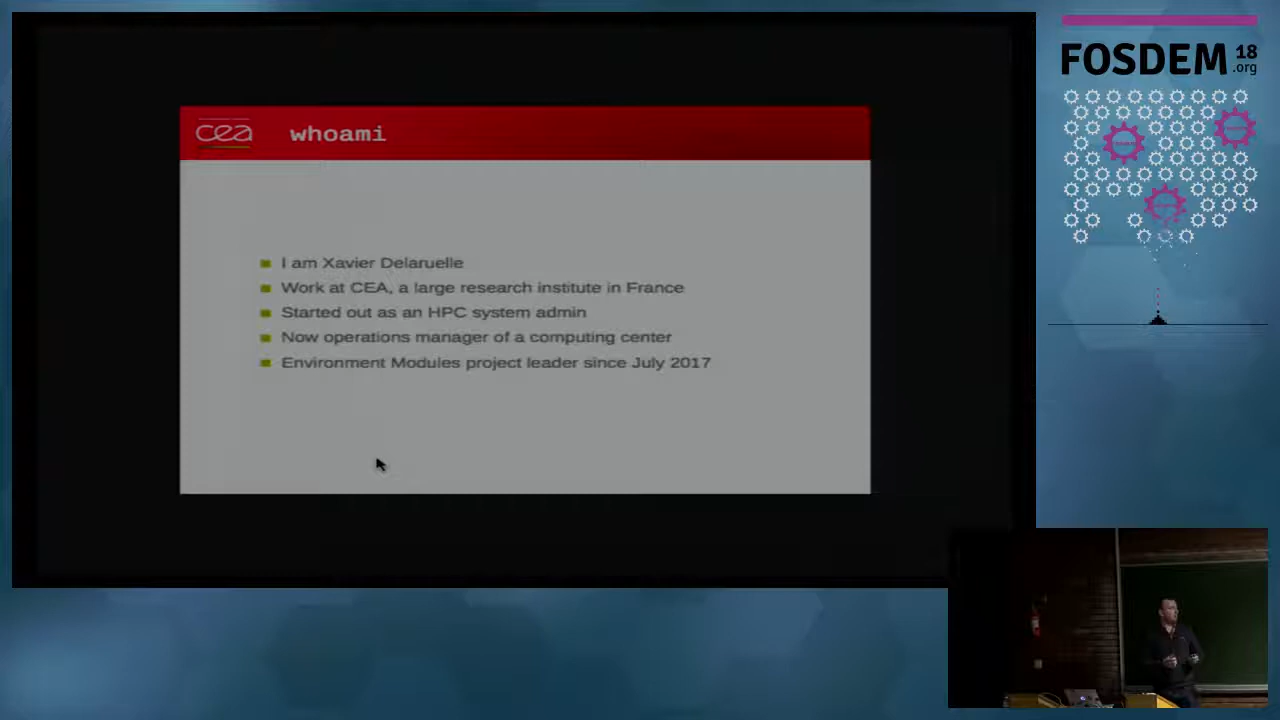 cea
whoami
I am Xavier Delaruelle
Work at CEA, a large research institute in France
Started out as an HPC system admin
Now operations manager of a computing center
Environment Modules project leader since July 2017
FOSDEM 18
.org